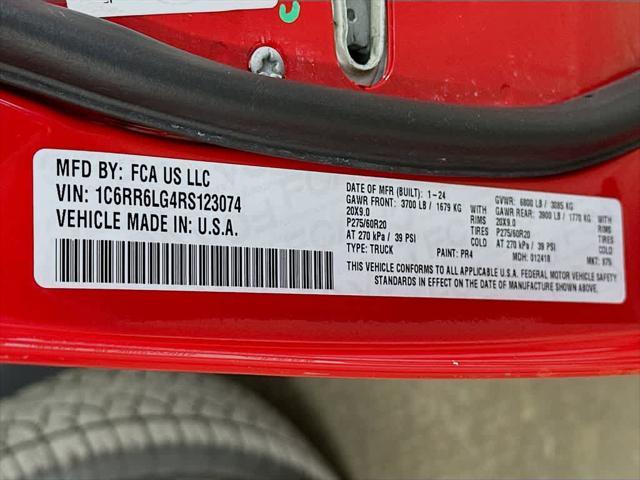 MFD BY: FCA US LLC
VIN: 1C6RR6LG4RS123074
VEHICLE MADE IN: U.S.A.
DATE OF MFR (BUILT): 1-24 GVWR: 6800 LB / 3085 KG
GAWR FRONT: 3700 LB / 1679 KG GAWR REAR: 3900 LB / 1770 KG
20X9.0 RIMS 20X9.0 RIMS
P275/60R20 TIRES P275/60R20 TIRES
AT 270 kPa / 39 PSI COLD AT 270 kPa / 39 PSI COLD
TYPE: TRUCK PAINT: PR4 MDH: 012418 MKT:
THIS VEHICLE CONFORMS TO ALL APPLICABLE U.S.A. FEDERAL MOTOR VEHICLE SAFETY
STANDARDS IN EFFECT ON THE DATE OF MANUFACTURE SHOWN ABOVE.